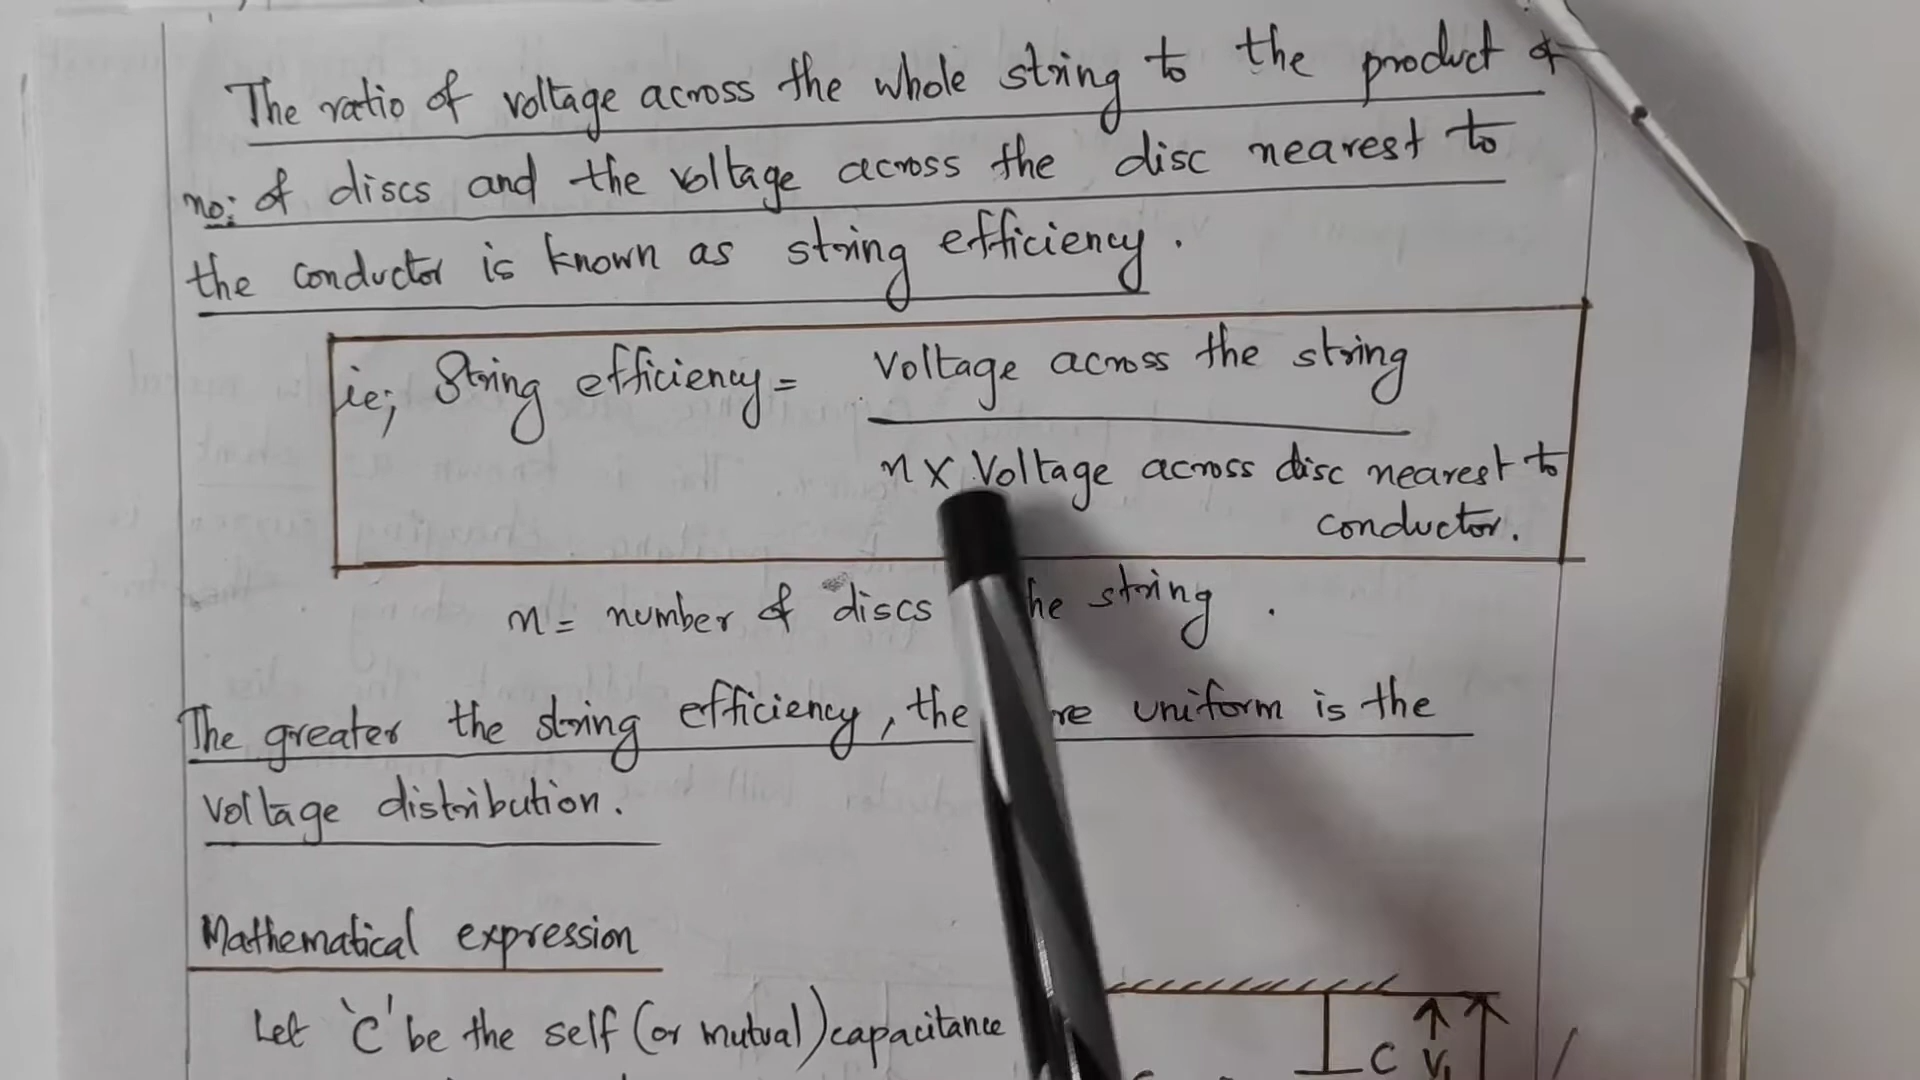 The ratio of voltage across the whole string to the product of
no: of discs and the voltage across the disc nearest to
the conductor is known as string efficiency.
ie; String efficiency = Voltage across the string
n x Voltage across disc nearest to
conductor.
n = number of discs he string.
The greater the string efficiency, the re uniform is the
voltage distribution.
Mathematical expression
Let 'C' be the self (or mutual) capacitance
C V1